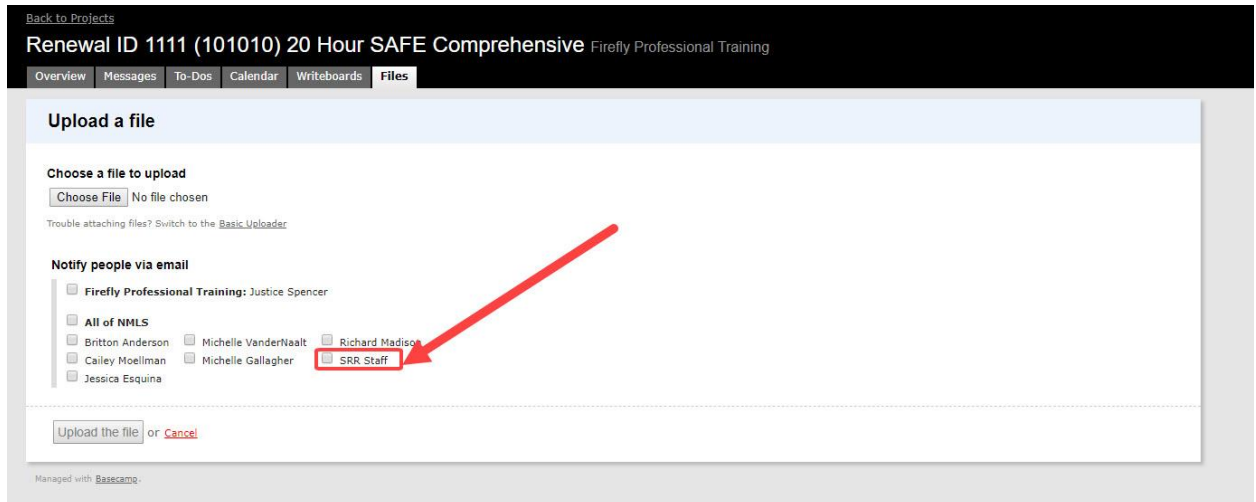 Back to Projects
Renewal ID 1111 (101010) 20 Hour SAFE Comprehensive Firefly Professional Training
Overview Messages To-Dos Calendar Writeboards Files
Upload a file
Choose a file to upload
Choose File No file chosen
Trouble attaching files? Switch to the Basic Uploader
Notify people via email
Firefly Professional Training: Justice Spencer
All of NMLS
Britton Anderson Michelle VanderNaalt Richard Madison
Cailey Moellman Michelle Gallagher SRR Staff
Jessica Esquina
Upload the file or Cancel
Managed with Basecamp.